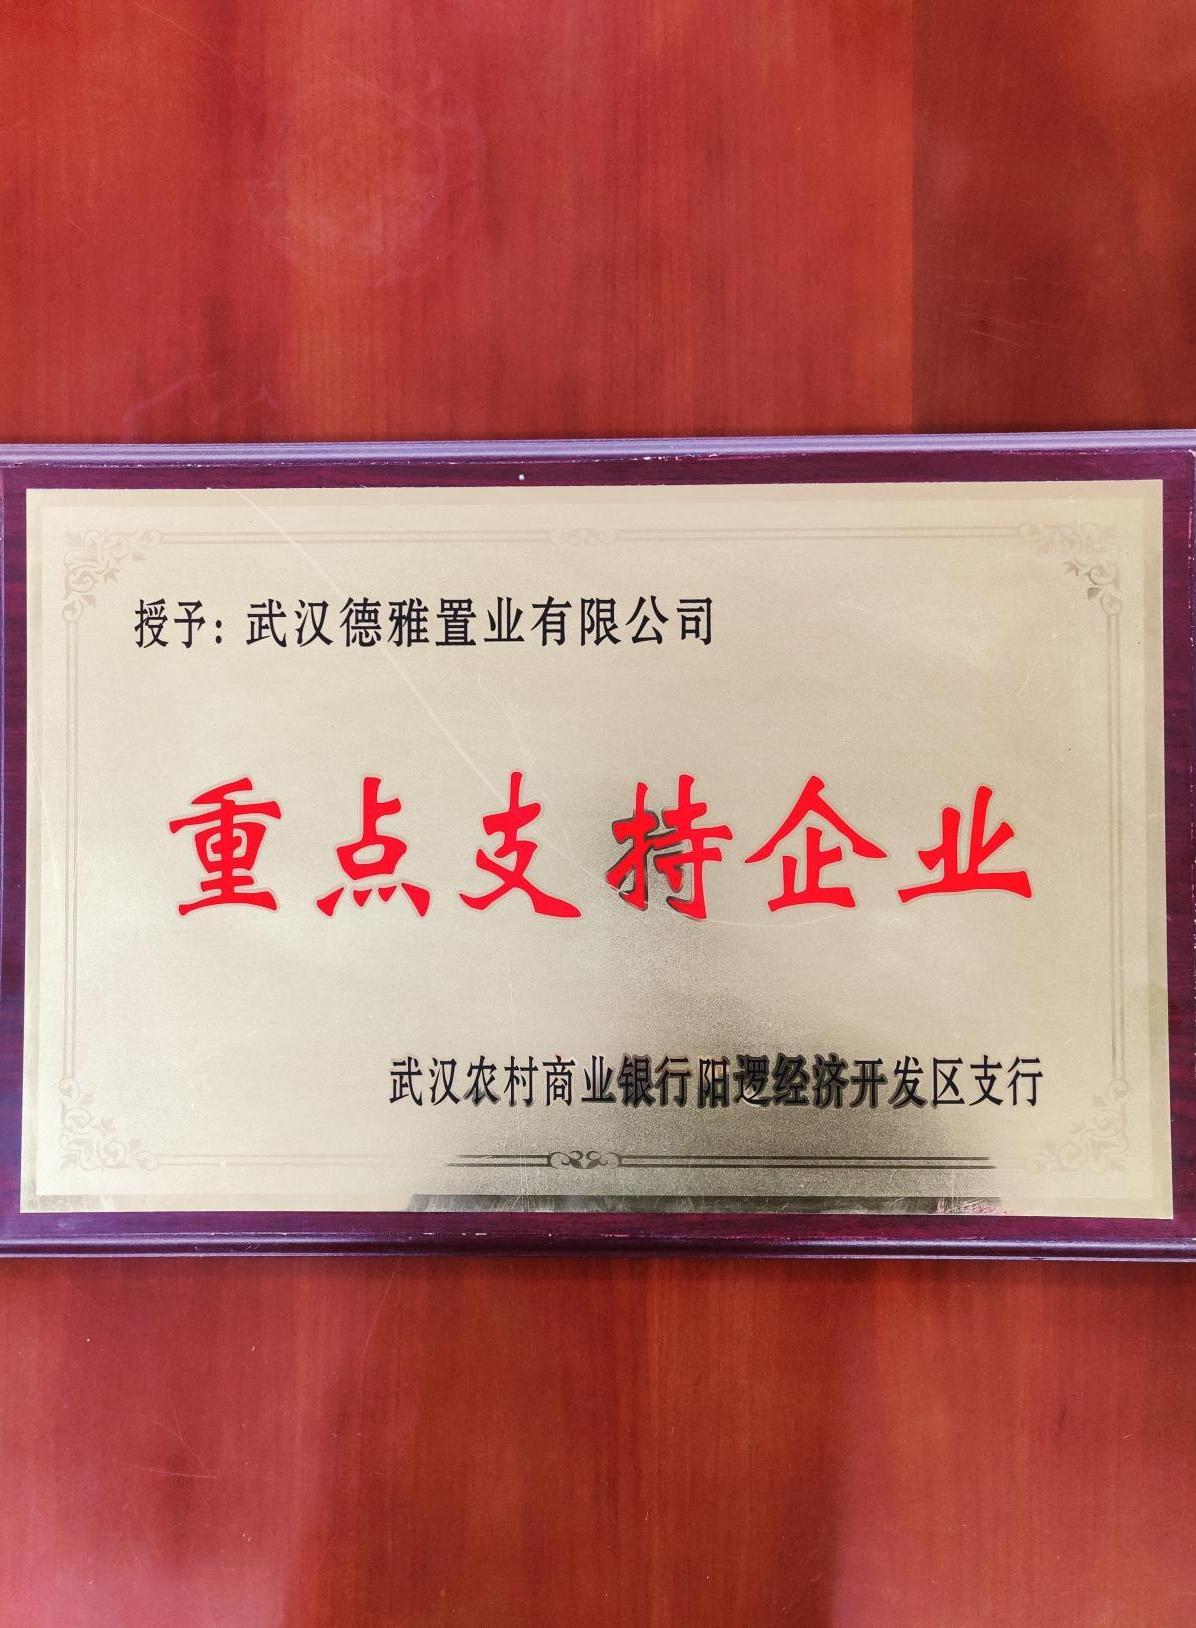 授予：武汉德雅置业有限公司
重点支持企业
武汉农村商业银行阳逻经济开发区支行